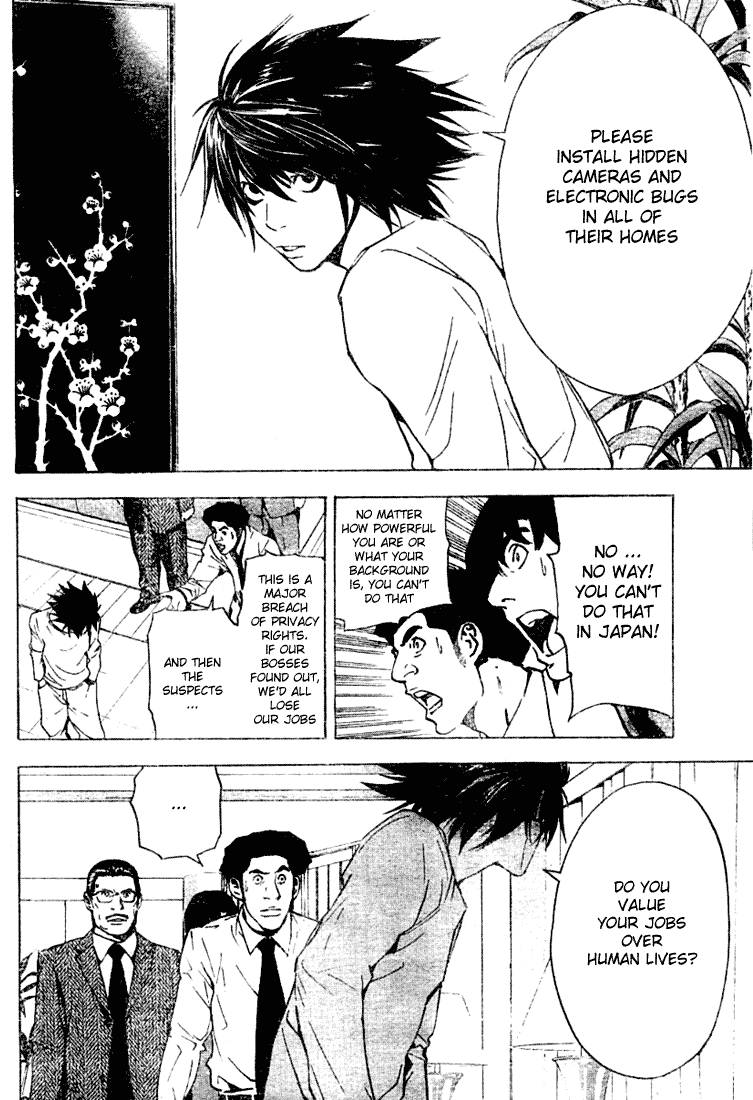 PLEASE
INSTALL HIDDEN
CAMERAS AND
ELECTRONIC BUGS
IN ALL OF
THEIR HOMES
NO ...
NO WAY!
YOU CAN'T
DO THAT
IN JAPAN!
NO MATTER
HOW POWERFUL
YOU ARE OR
WHAT YOUR
BACKGROUND
IS, YOU CAN'T
DO THAT
THIS IS A
MAJOR
BREACH
OF PRIVACY
RIGHTS.
IF OUR
BOSSES
FOUND OUT,
WE'D ALL
LOSE
OUR JOBS
AND THEN
THE
SUSPECTS
...
DO YOU
VALUE
YOUR JOBS
OVER
HUMAN LIVES?
...